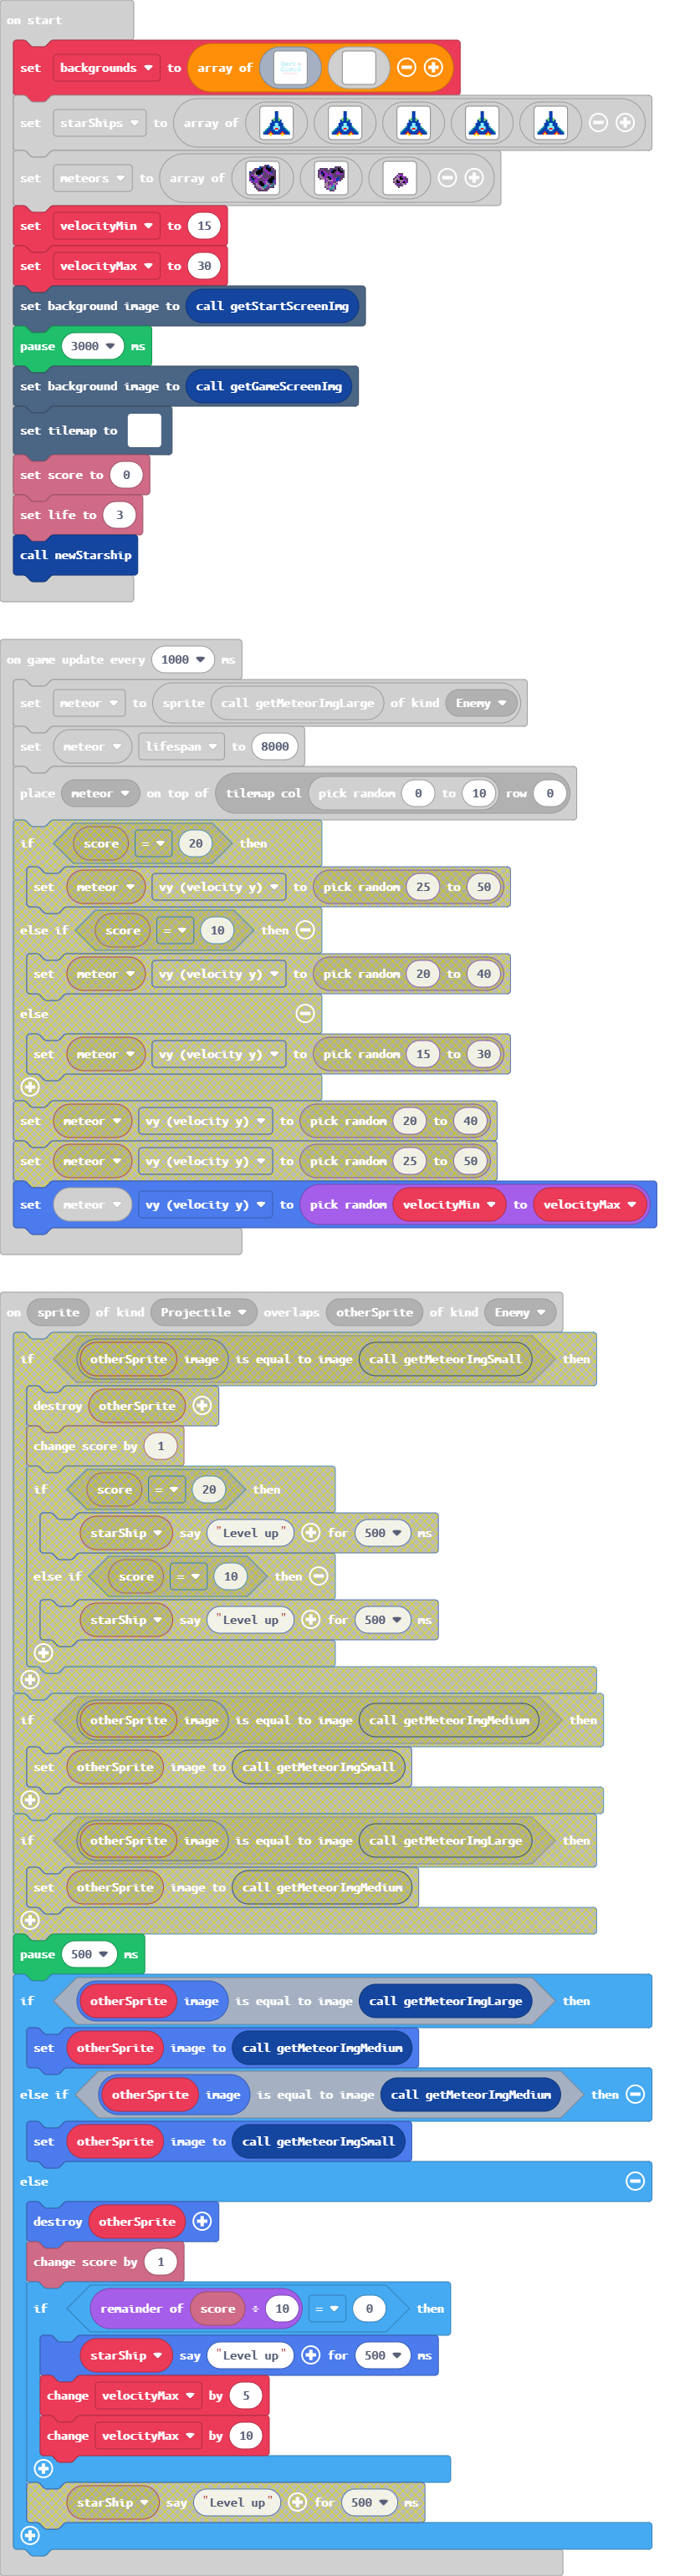 on start
set backgrounds to array of
set starShips to array of
set meteors to array of
set velocityMin to 15
set velocityMax to 30
set background image to call getStartScreenImg
pause 3000 ms
set background image to call getGameScreenImg
set tilemap to
set score to 0
set life to 3
call newStarship
on game update every 1000 ms
set meteor to sprite call getMeteorImgLarge of kind Enemy
set meteor lifespan to 8000
place meteor on top of tilemap col pick random 0 to 10 row 0
if score = 20 then
set meteor vy (velocity y) to pick random 25 to 50
else if score = 10 then
set meteor vy (velocity y) to pick random 20 to 40
else
set meteor vy (velocity y) to pick random 15 to 30
set meteor vy (velocity y) to pick random 20 to 40
set meteor vy (velocity y) to pick random 25 to 50
set meteor vy (velocity y) to pick random velocityMin to velocityMax
on sprite of kind Projectile overlaps otherSprite of kind Enemy
if otherSprite image is equal to image call getMeteorImgSmall then
destroy otherSprite
change score by 1
if score = 20 then
starShip say "Level up" for 500 ms
else if score = 10 then
starShip say "Level up" for 500 ms
if otherSprite image is equal to image call getMeteorImgMedium then
set otherSprite image to call getMeteorImgSmall
if otherSprite image is equal to image call getMeteorImgLarge then
set otherSprite image to call getMeteorImgMedium
pause 500 ms
if otherSprite image is equal to image call getMeteorImgLarge then
set otherSprite image to call getMeteorImgMedium
else if otherSprite image is equal to image call getMeteorImgMedium then
set otherSprite image to call getMeteorImgSmall
else
destroy otherSprite
change score by 1
if remainder of score ÷ 10 = 0 then
starShip say "Level up" for 500 ms
change velocityMax by 5
change velocityMax by 10
starShip say "Level up" for 500 ms